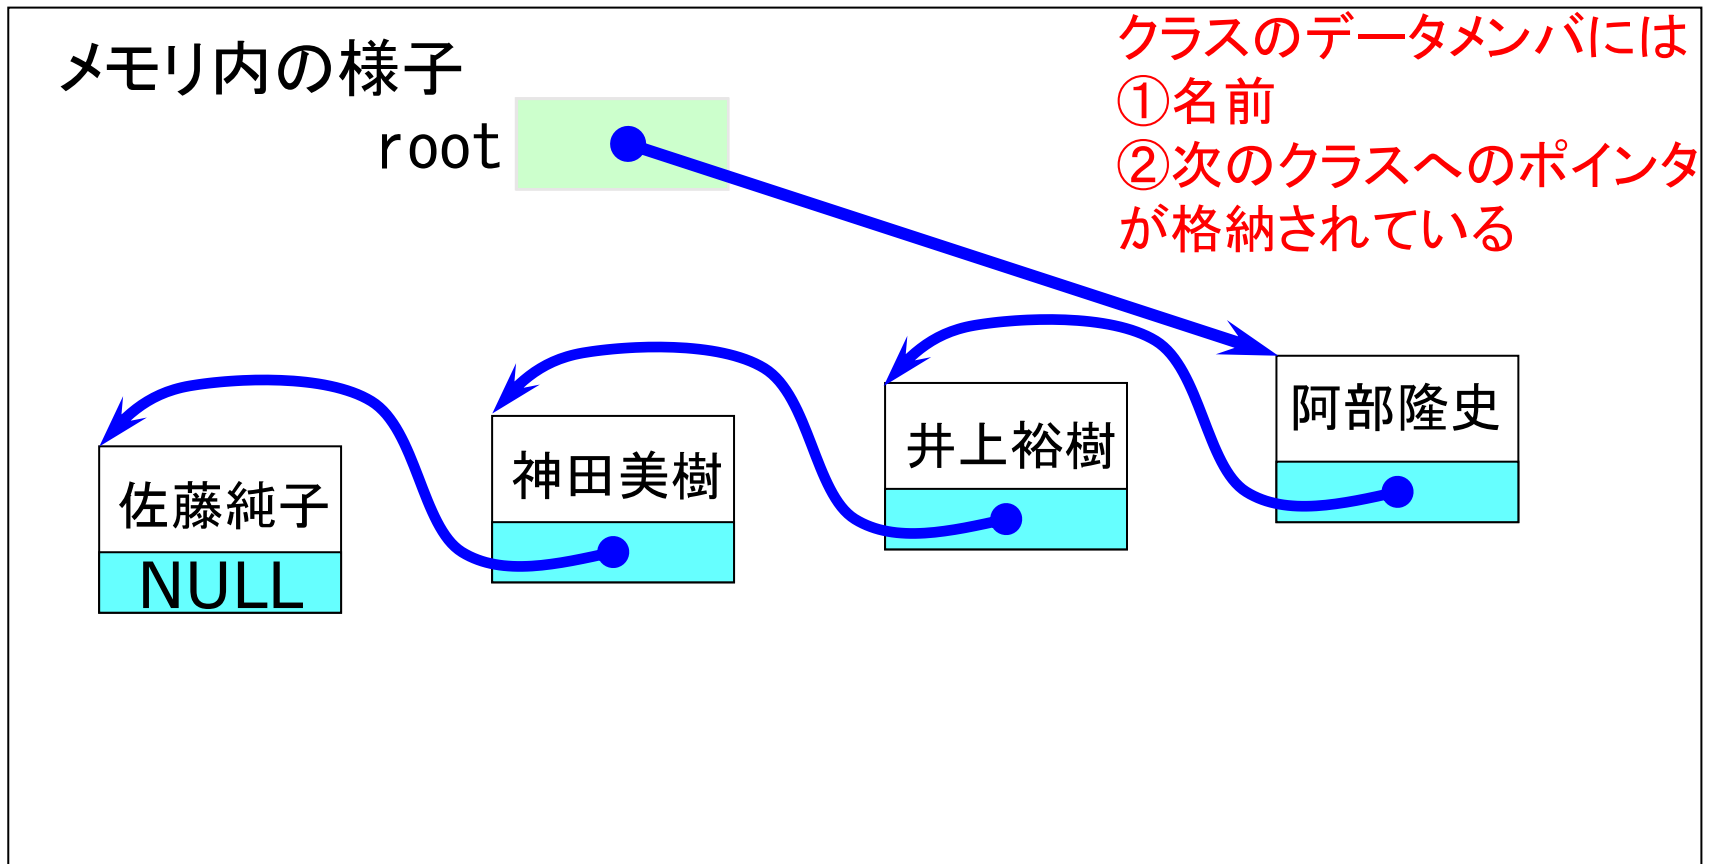 メモリ内の様子
root
クラスのデータメンバには
①名前
②次のクラスへのポインタ
が格納されている
佐藤純子
NULL
神田美樹
井上裕樹
阿部隆史